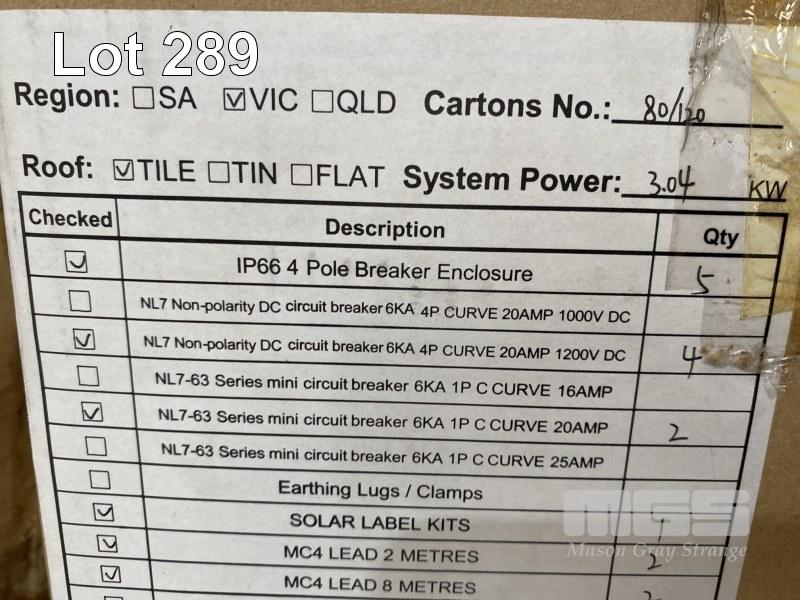 Lot 289
Region: ☐SA ☑VIC ☐QLD Cartons No.: 80/120
Roof: ☑TILE ☐TIN ☐FLAT System Power: 3.04 KW
Checked Description Qty
☑ IP66 4 Pole Breaker Enclosure 5
☐ NL7 Non-polarity DC circuit breaker 6KA 4P CURVE 20AMP 1000V DC
☑ NL7 Non-polarity DC circuit breaker 6KA 4P CURVE 20AMP 1200V DC 4
☐ NL7-63 Series mini circuit breaker 6KA 1P C CURVE 16AMP
☑ NL7-63 Series mini circuit breaker 6KA 1P C CURVE 20AMP 2
☐ NL7-63 Series mini circuit breaker 6KA 1P C CURVE 25AMP
☐ Earthing Lugs / Clamps
☑ SOLAR LABEL KITS 1
☑ MC4 LEAD 2 METRES 2
☑ MC4 LEAD 8 METRES
MGS
Mason Gray Strange